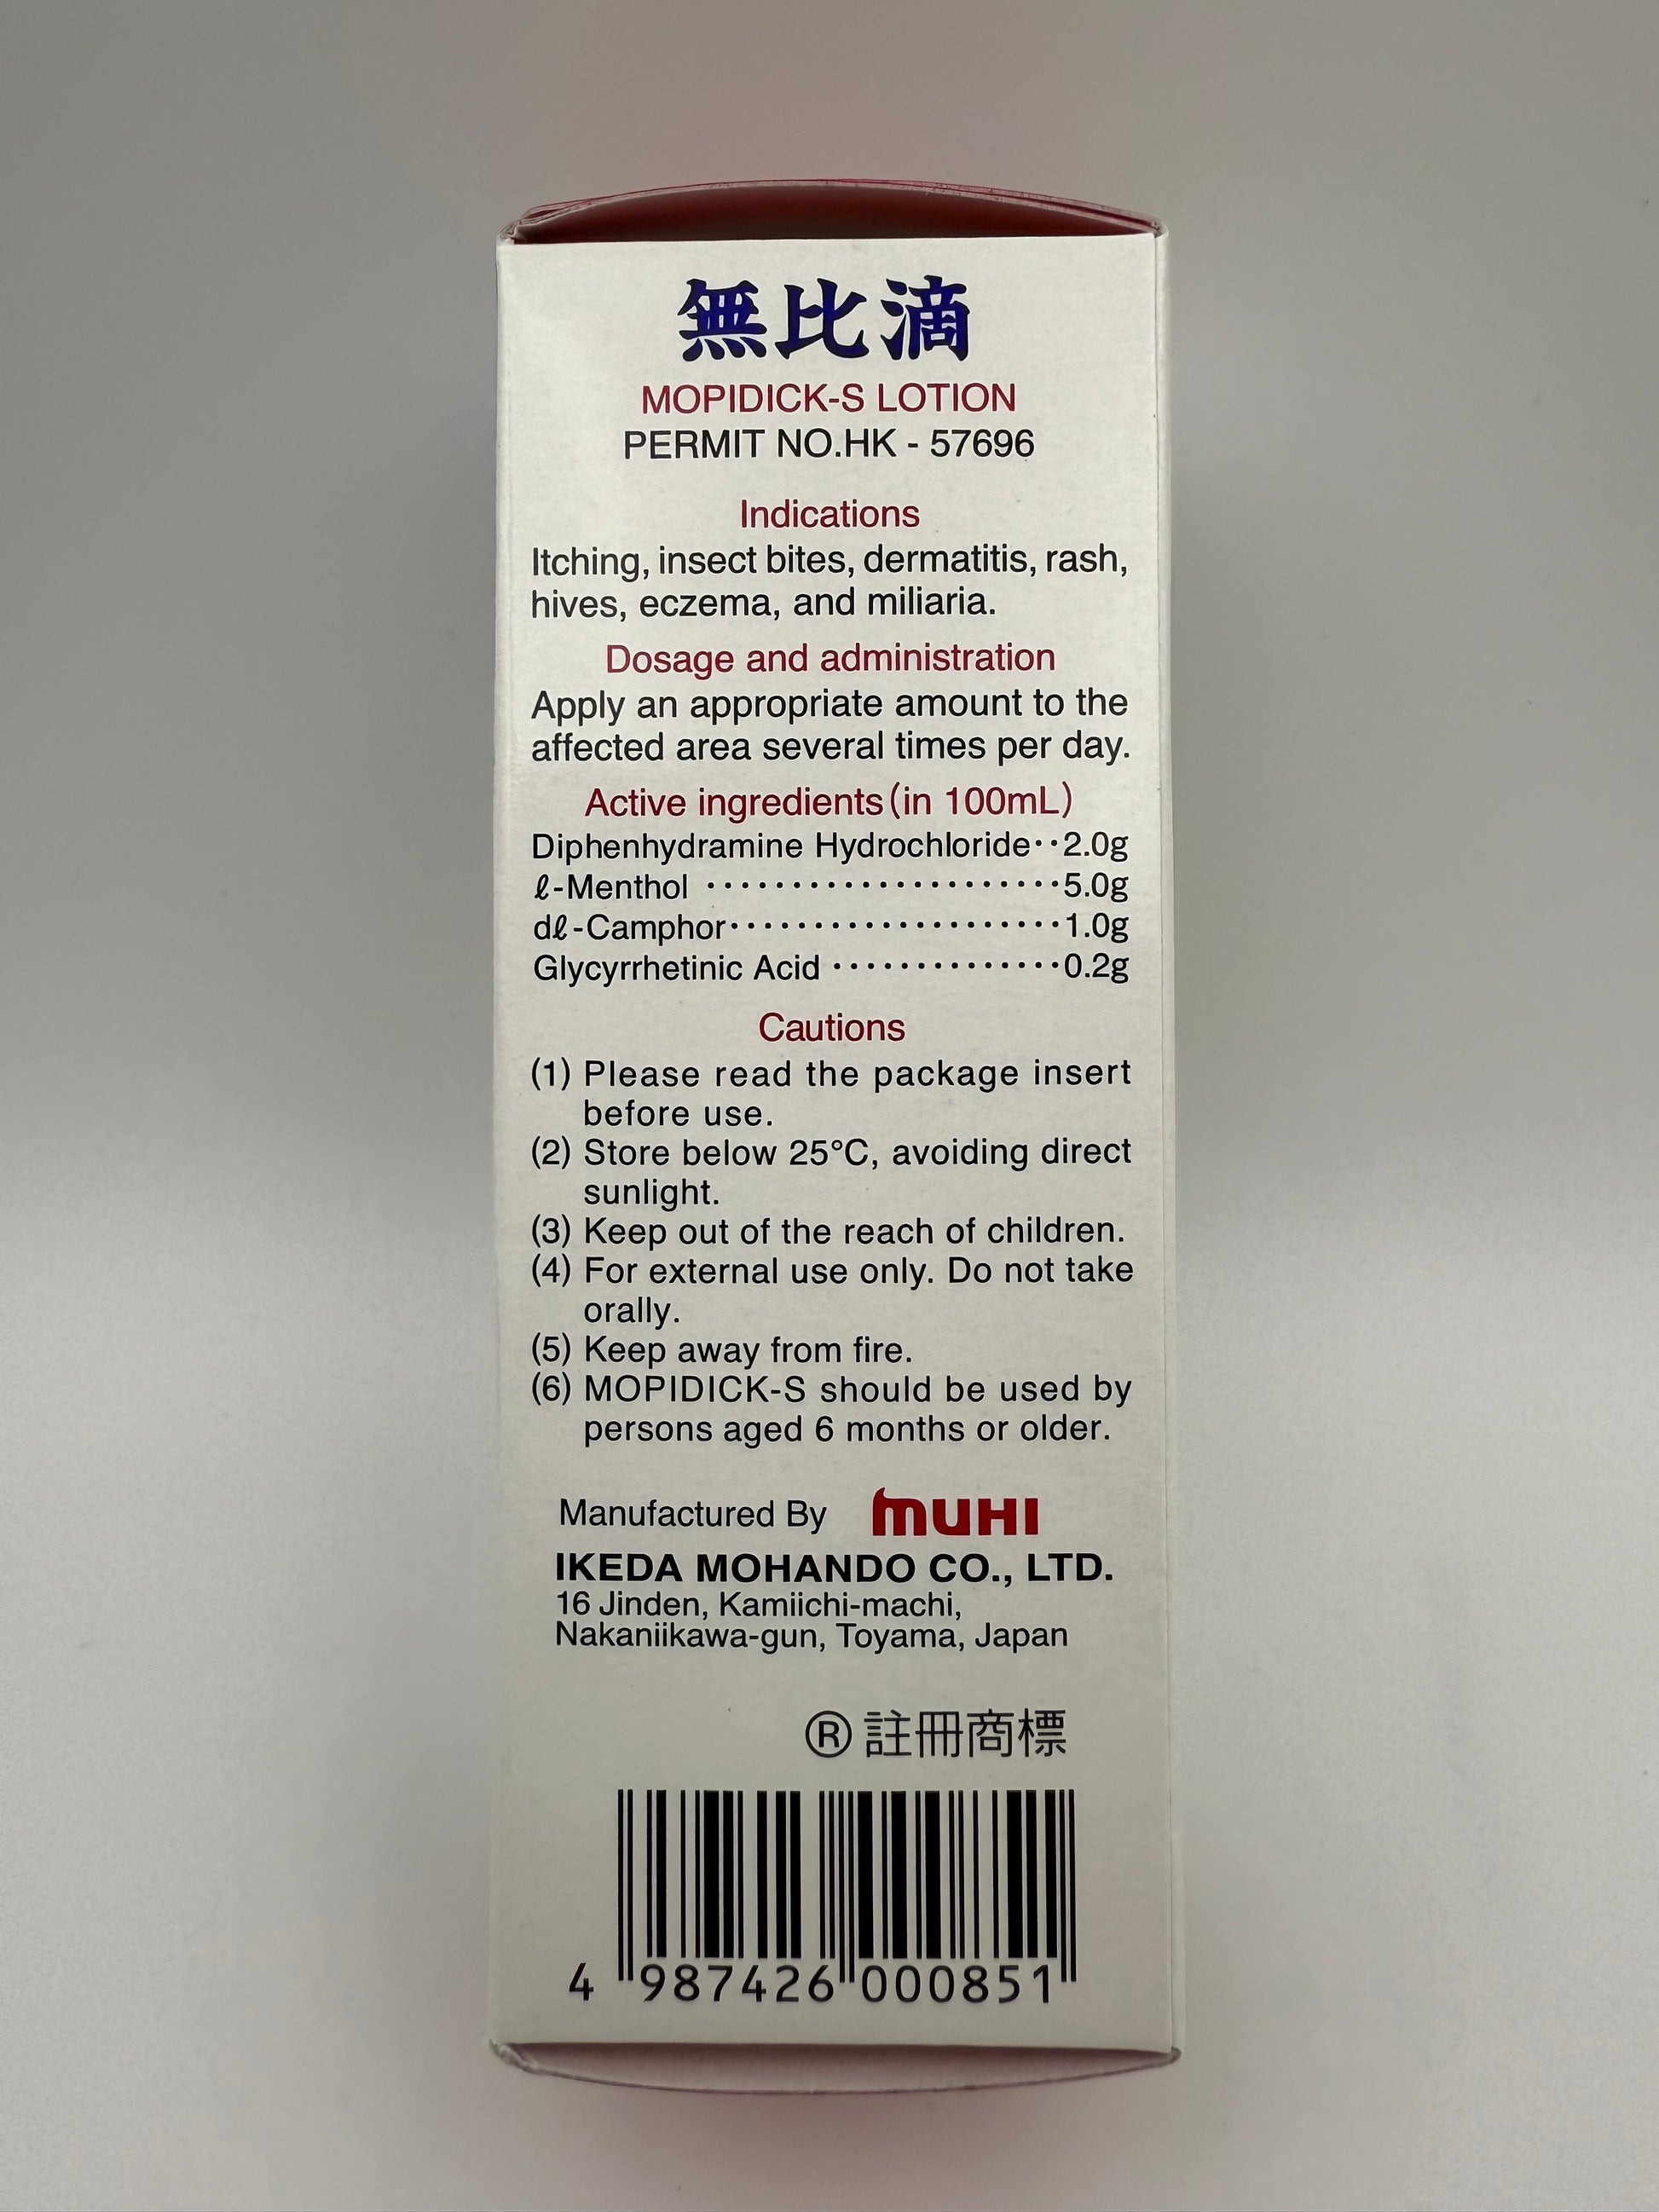 無比滴
MOPIDICK-S LOTION
PERMIT NO.HK - 57696
Indications
Itching, insect bites, dermatitis, rash,
hives, eczema, and miliaria.
Dosage and administration
Apply an appropriate amount to the
affected area several times per day.
Active ingredients(in 100mL)
Diphenhydramine Hydrochloride··2.0g
ℓ-Menthol ·····················5.0g
dℓ-Camphor····················1.0g
Glycyrrhetinic Acid ··············0.2g
Cautions
(1) Please read the package insert
before use.
(2) Store below 25°C, avoiding direct
sunlight.
(3) Keep out of the reach of children.
(4) For external use only. Do not take
orally.
(5) Keep away from fire.
(6) MOPIDICK-S should be used by
persons aged 6 months or older.
Manufactured By MUHI
IKEDA MOHANDO CO., LTD.
16 Jinden, Kamiichi-machi,
Nakaniikawa-gun, Toyama, Japan
® 註冊商標
4 987426 000851